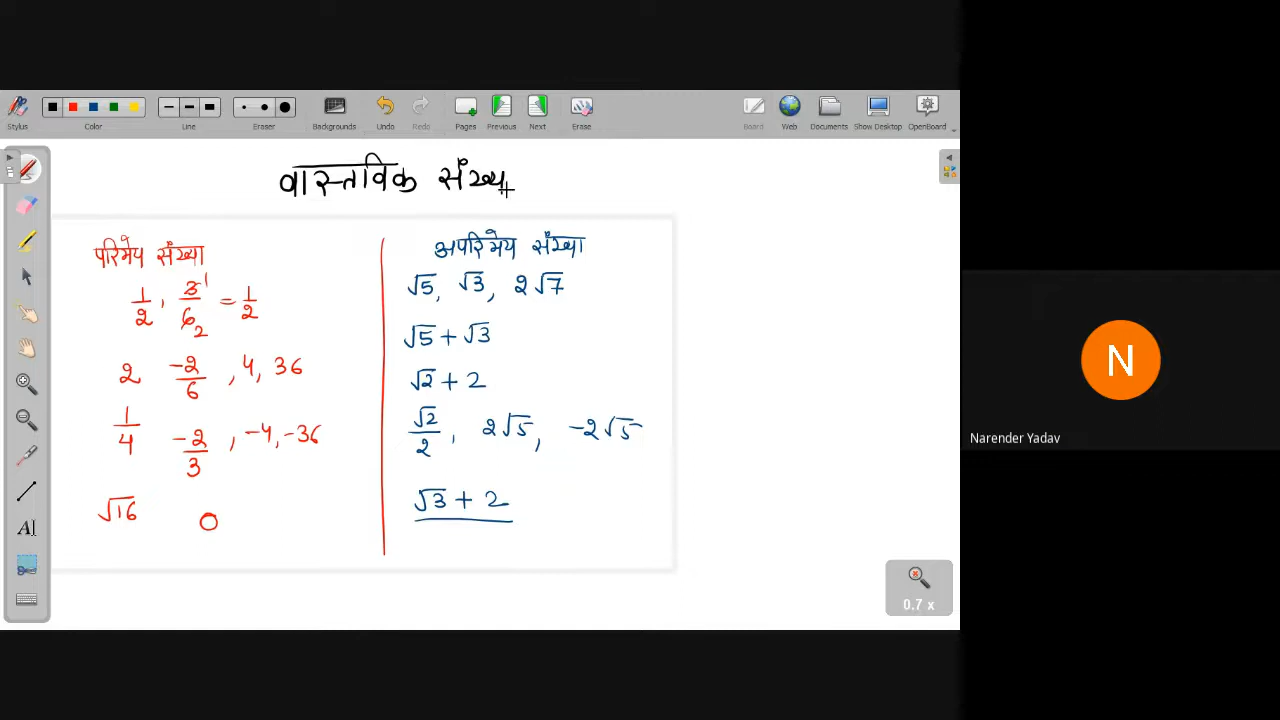 Stylus Color Line Eraser Backgrounds Undo Redo Pages Previous Next Erase Board Web Documents Show Desktop OpenBoard
वास्तविक संख्य
परिमेय संख्या
1/2, 3/6 1 2 = 1/2
2 -2/6, 4, 36
1/4 -2/3, -4, -36
√16 0
अपरिमेय संख्या
√5, √3, 2√7
√5 + √3
√2 + 2
√2/2, 2√5, -2√5
√3 + 2
AI
0.7 x
N
Narender Yadav